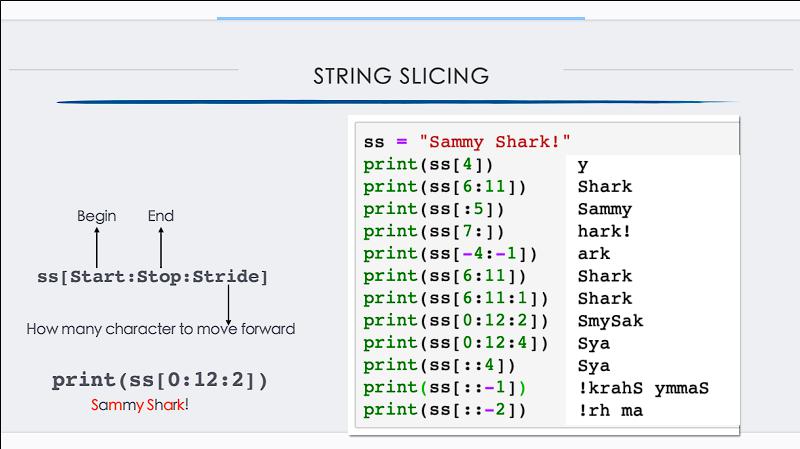 STRING SLICING
Begin End
ss[Start:Stop:Stride]
How many character to move forward
print(ss[0:12:2])
Sammy Shark!
ss = "Sammy Shark!"
print(ss[4]) y
print(ss[6:11]) Shark
print(ss[:5]) Sammy
print(ss[7:]) hark!
print(ss[-4:-1]) ark
print(ss[6:11]) Shark
print(ss[6:11:1]) Shark
print(ss[0:12:2]) SmySak
print(ss[0:12:4]) Sya
print(ss[::4]) Sya
print(ss[::-1]) !krahS ymmaS
print(ss[::-2]) !rh ma